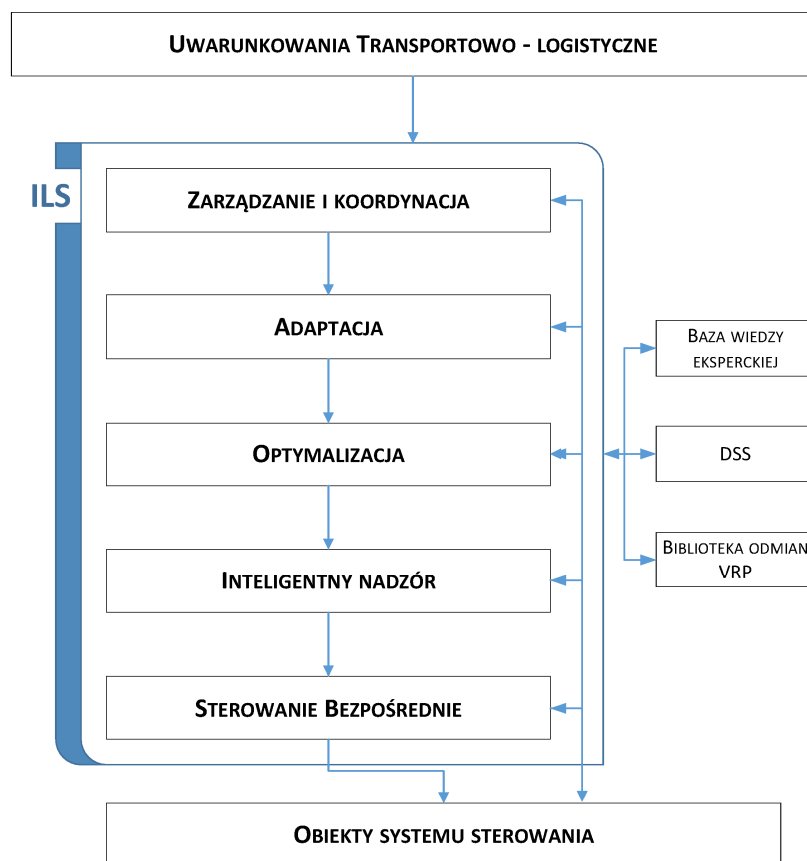 Uwarunkowania Transportowo - logistyczne
ILS
Zarządzanie i koordynacja
Adaptacja
Baza wiedzy
eksperckiej
Optymalizacja
DSS
Biblioteka odmian
VRP
Inteligentny nadzór
Sterowanie Bezpośrednie
Obiekty systemu sterowania